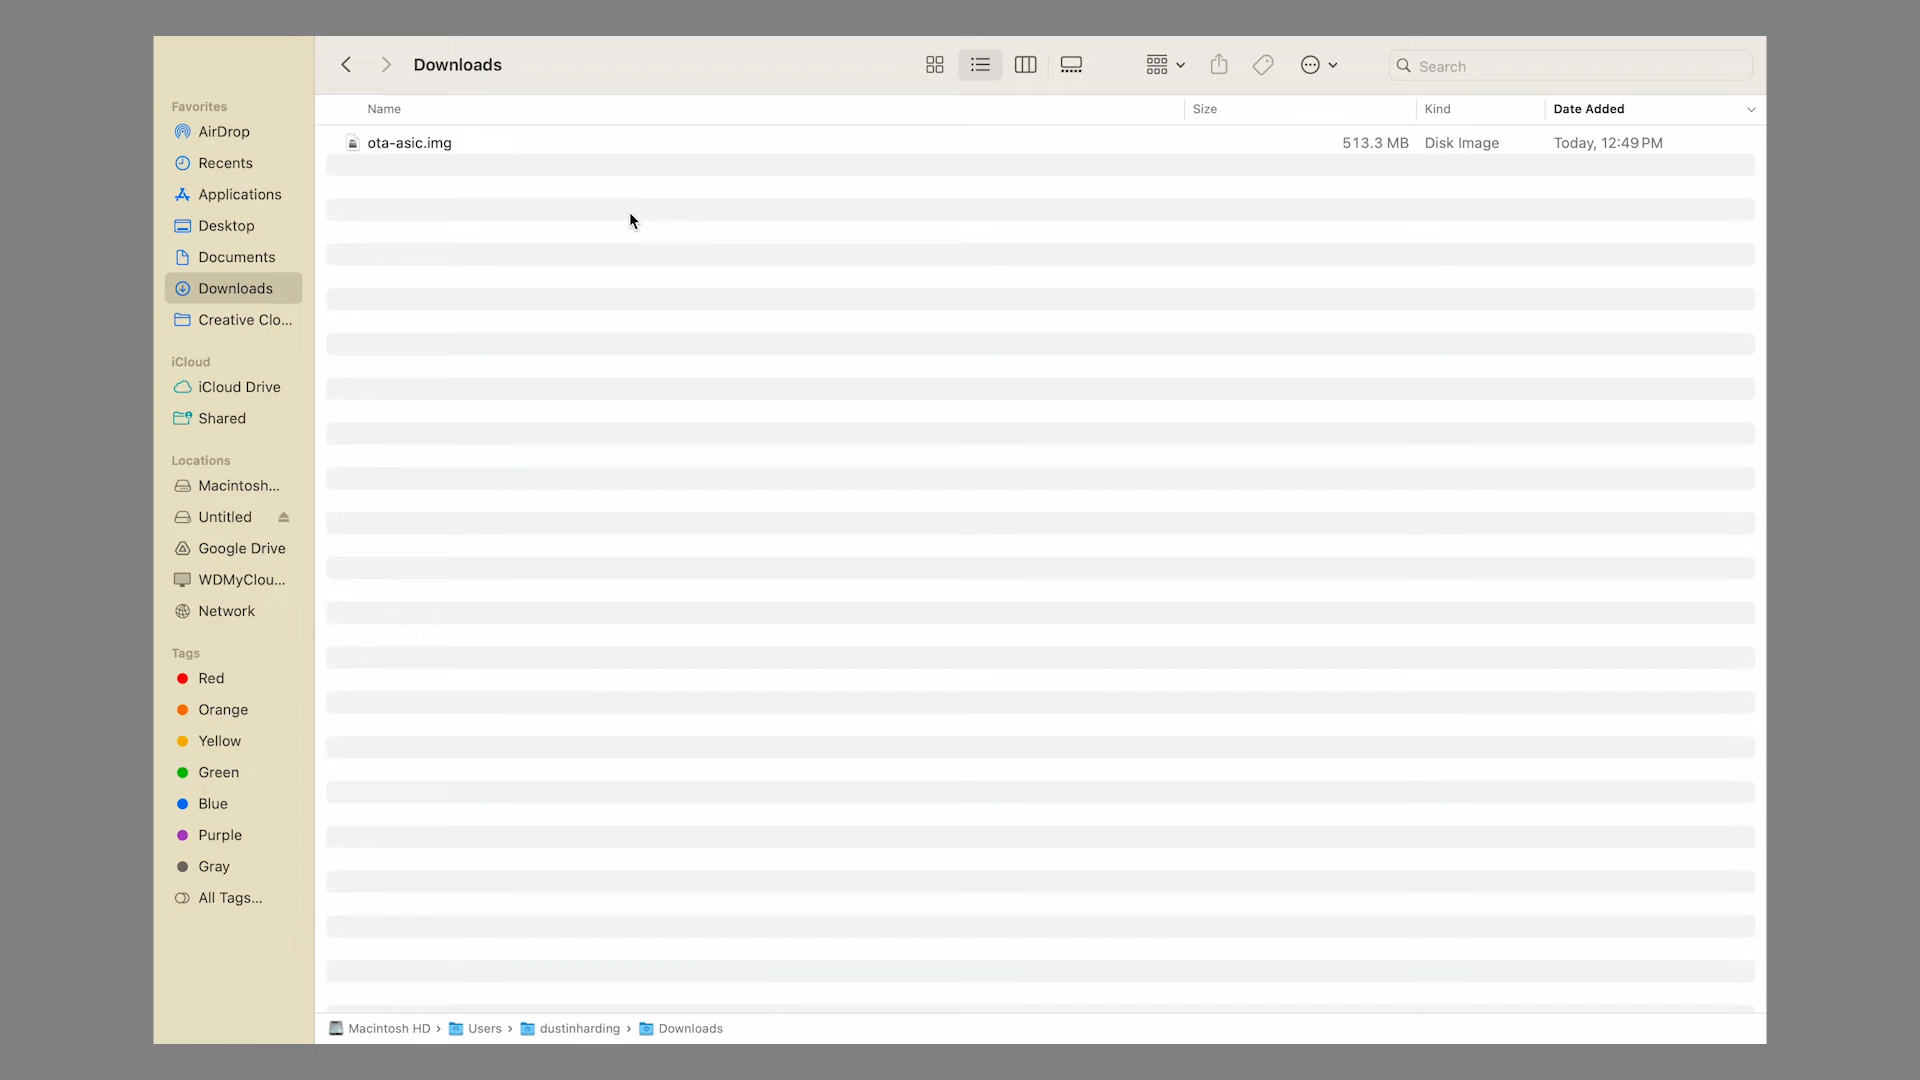 Downloads
Search
Favorites
AirDrop
Recents
Applications
Desktop
Documents
Downloads
Creative Clo...
iCloud
iCloud Drive
Shared
Locations
Macintosh...
Untitled
Google Drive
WDMyClou...
Network
Tags
Red
Orange
Yellow
Green
Blue
Purple
Gray
All Tags...
Name Size Kind Date Added
ota-asic.img 513.3 MB Disk Image Today, 12:49 PM
Macintosh HD › Users › dustinharding › Downloads